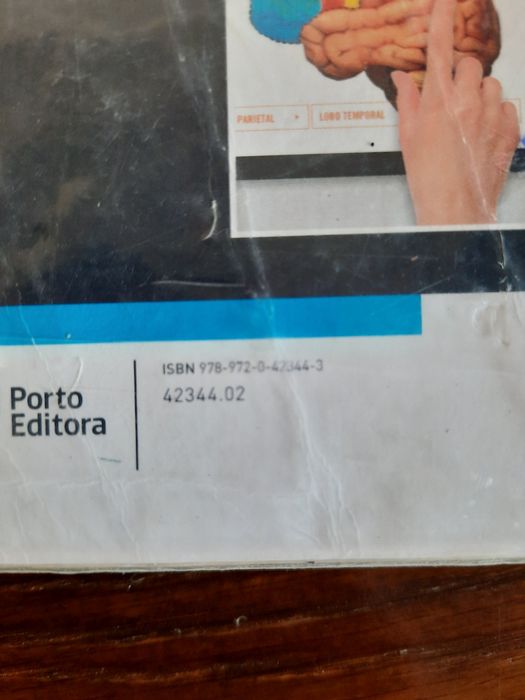 PARIETAL
LOBO TEMPORAL
Porto
Editora
ISBN 978-972-0-42344-3
42344.02